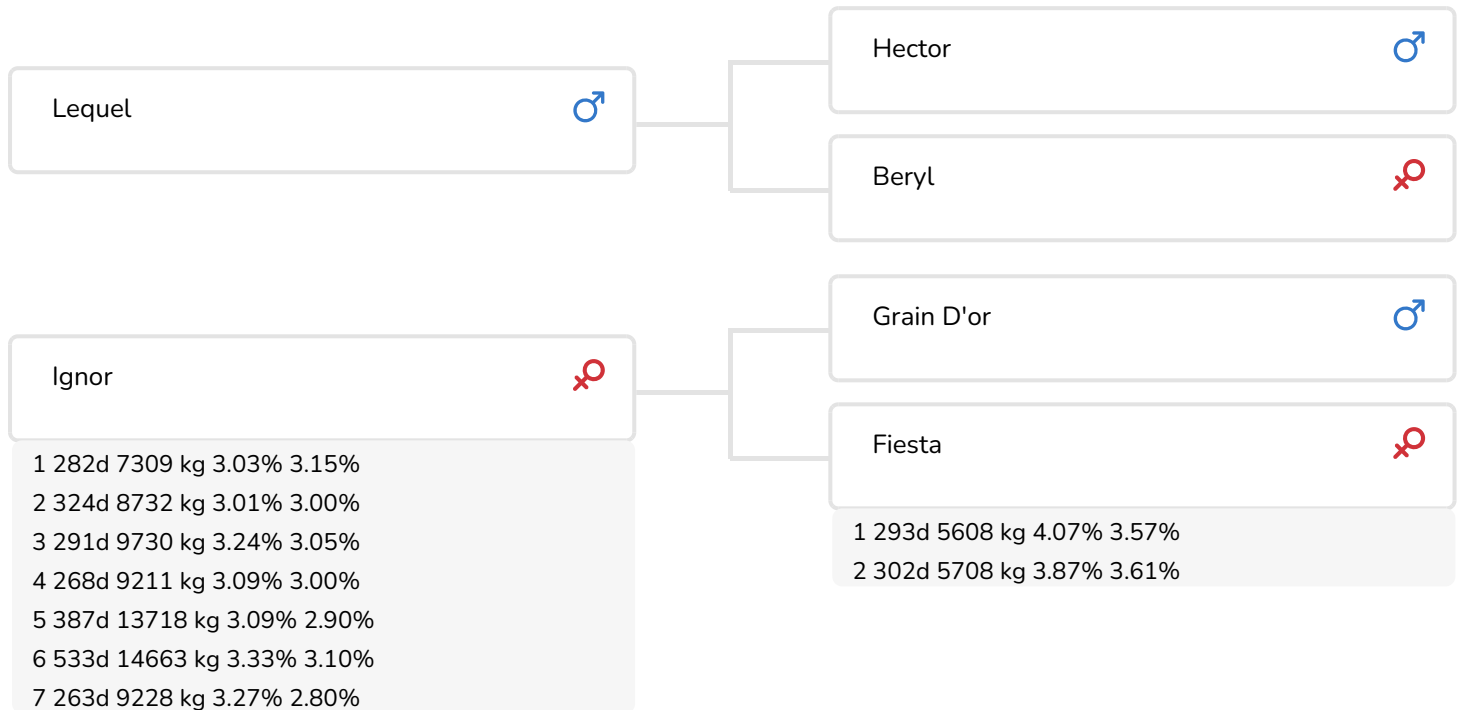 Lequel
Hector
Beryl
Ignor
1 282d 7309 kg 3.03% 3.15%
2 324d 8732 kg 3.01% 3.00%
3 291d 9730 kg 3.24% 3.05%
4 268d 9211 kg 3.09% 3.00%
5 387d 13718 kg 3.09% 2.90%
6 533d 14663 kg 3.33% 3.10%
7 263d 9228 kg 3.27% 2.80%
Grain D'or
Fiesta
1 293d 5608 kg 4.07% 3.57%
2 302d 5708 kg 3.87% 3.61%